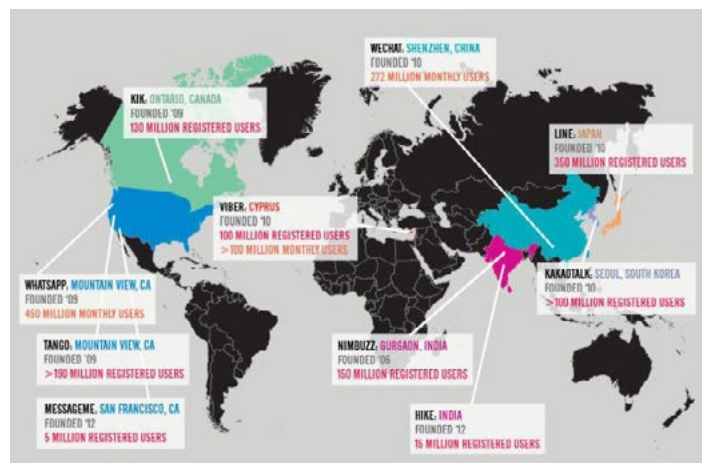 WECHAT: SHENZHEN, CHINA
FOUNDED '10
272 MILLION MONTHLY USERS
KIK: ONTARIO, CANADA
FOUNDED '09
130 MILLION REGISTERED USERS
LINE: JAPAN
FOUNDED '10
350 MILLION REGISTERED USERS
VIBER: CYPRUS
FOUNDED '10
100 MILLION REGISTERED USERS
>100 MILLION MONTHLY USERS
WHATSAPP: MOUNTAIN VIEW, CA
FOUNDED '09
450 MILLION MONTHLY USERS
KAKAOTALK: SEOUL, SOUTH KOREA
FOUNDED '10
>100 MILLION REGISTERED USERS
TANGO: MOUNTAIN VIEW, CA
FOUNDED '09
>190 MILLION REGISTERED USERS
NIMBUZZ: GURGAON, INDIA
FOUNDED '06
150 MILLION REGISTERED USERS
MESSAGEME: SAN FRANCISCO, CA
FOUNDED '12
5 MILLION REGISTERED USERS
HIKE: INDIA
FOUNDED '12
15 MILLION REGISTERED USERS